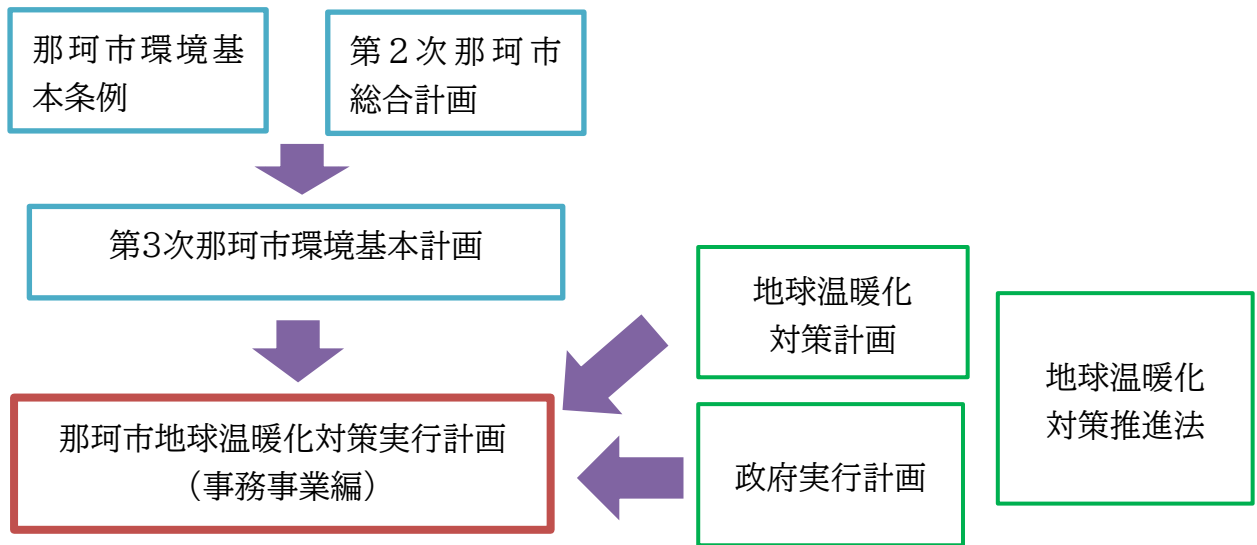 那珂市環境基
本条例
第２次那珂市
総合計画
第3次那珂市環境基本計画
地球温暖化
対策計画
地球温暖化
対策推進法
那珂市地球温暖化対策実行計画
（事務事業編）
政府実行計画